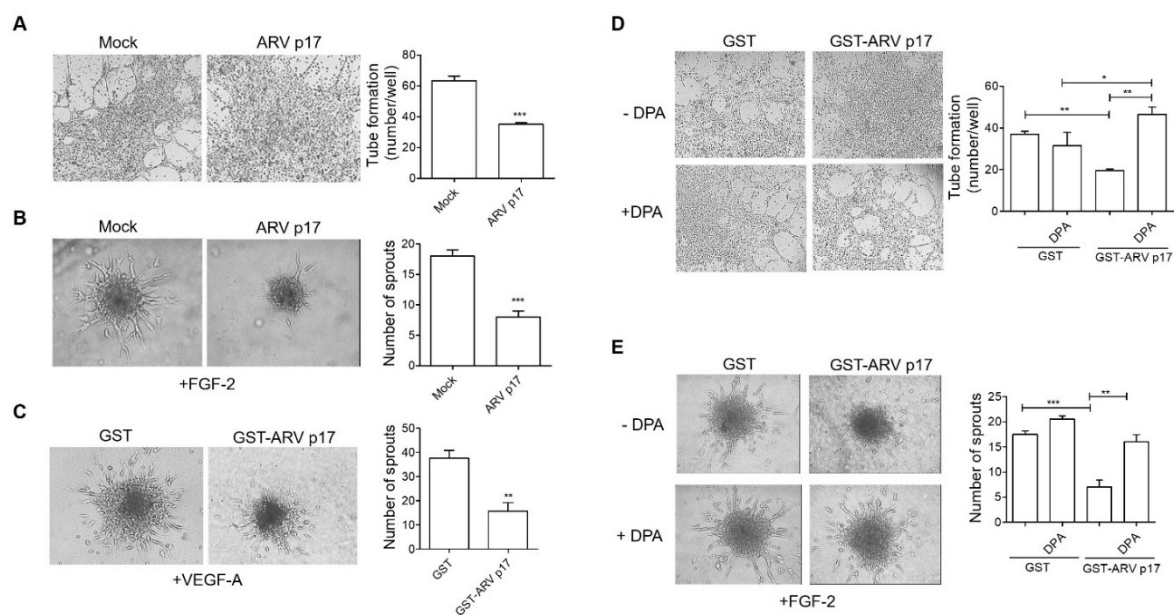 A
Mock ARV p17
Tube formation
(number/well)
80
60
40
20
0
***
Mock
ARV p17
B
Mock ARV p17
+FGF-2
Number of sprouts
20
15
10
5
0
***
Mock
ARV p17
C
GST GST-ARV p17
+VEGF-A
Number of sprouts
50
40
30
20
10
0
**
GST
GST-ARV p17
D
GST GST-ARV p17
- DPA
+DPA
Tube formation
(number/well)
60
40
20
0
*
** **
DPA DPA
GST GST-ARV p17
E
GST GST-ARV p17
- DPA
+ DPA
+FGF-2
Number of sprouts
25
20
15
10
5
0
*** **
DPA DPA
GST GST-ARV p17